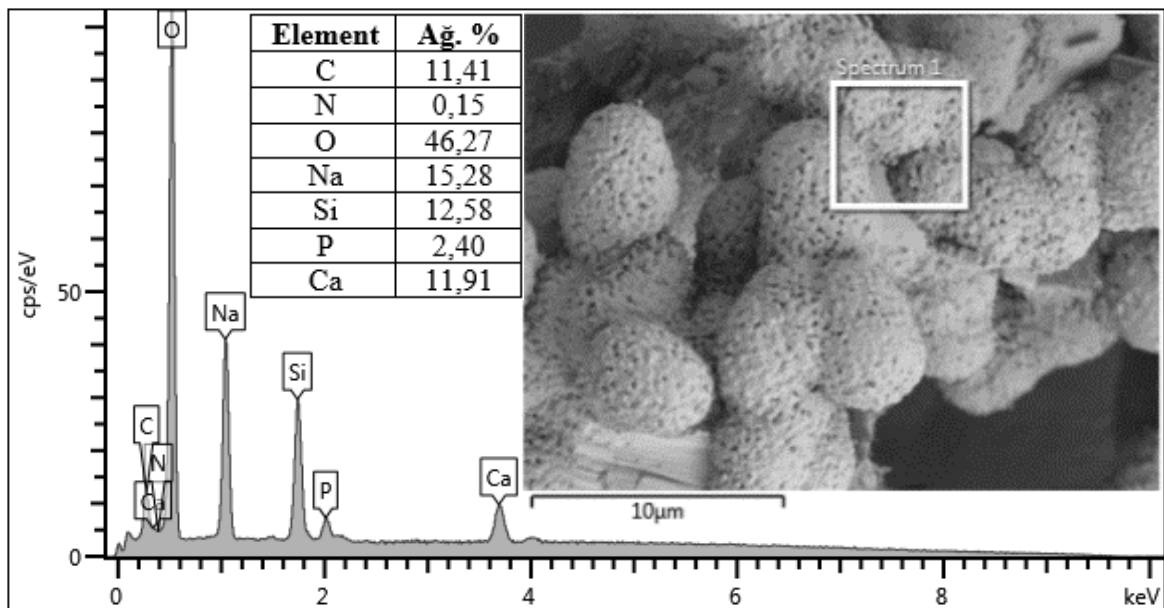 Element Ağ. %
C 11,41
N 0,15
O 46,27
Na 15,28
Si 12,58
P 2,40
Ca 11,91
Spectrum 1
10µm
cps/eV
50
0
O
Na
Si
C
N
Ca
P
Ca
0 2 4 6 8 keV